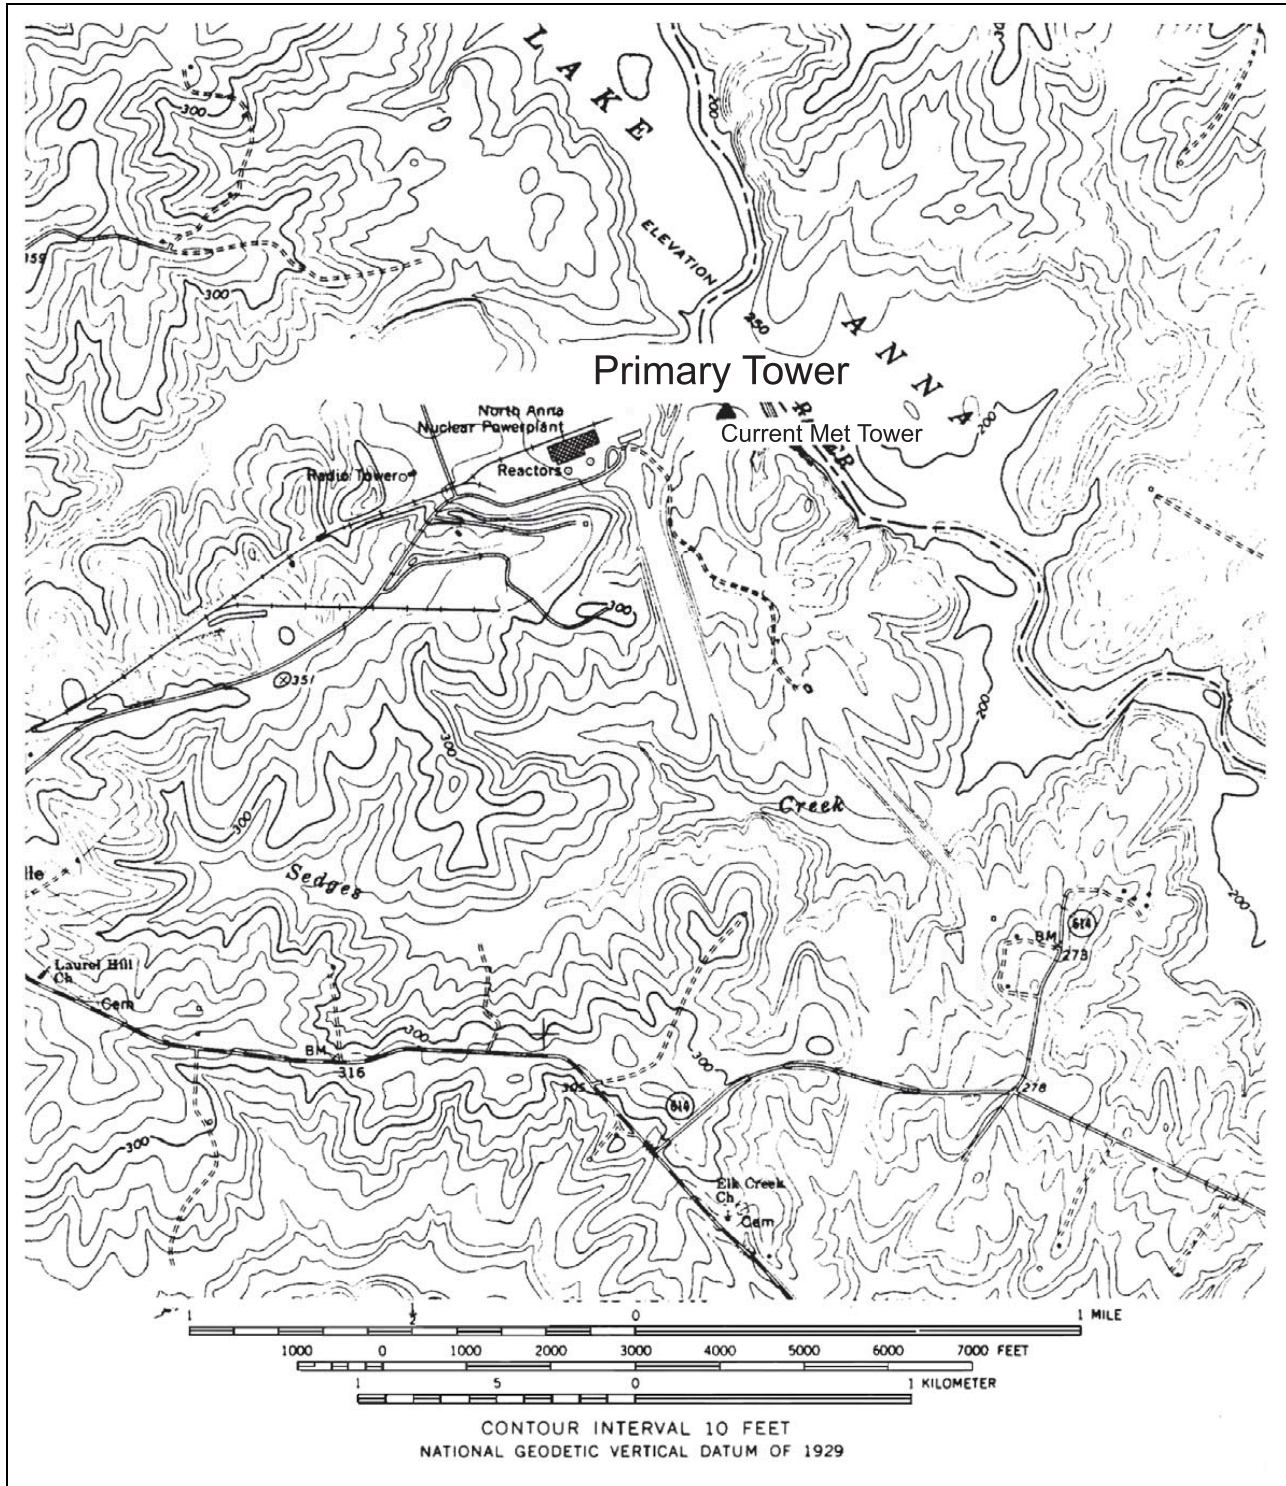 LAKE
300
200
ELEVATION
359
300
250
ANNA
Primary Tower
RIVER
200
North Anna
Nuclear Powerplant
Current Met Tower
Radio Tower
Reactors
300
351
200
300
Creek
300
lle
Sedges
200
614
BM
273
Laurel Hill
Ch
Cem
300
BM
316
300
305
278
614
300
Elk Creek
Ch
Cem
1 1/2 0 1 MILE
1000 0 1000 2000 3000 4000 5000 6000 7000 FEET
1 5 0 1 KILOMETER
CONTOUR INTERVAL 10 FEET
NATIONAL GEODETIC VERTICAL DATUM OF 1929